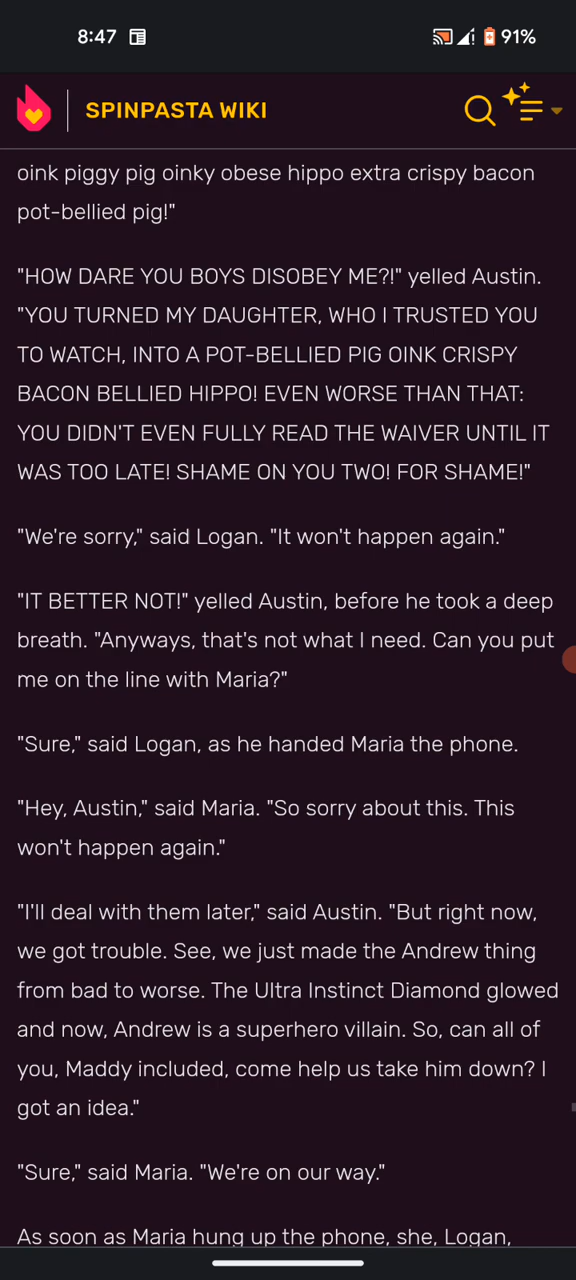 8:47
91%
SPINPASTA WIKI
oink piggy pig oinky obese hippo extra crispy bacon
pot-bellied pig!"
"HOW DARE YOU BOYS DISOBEY ME?!" yelled Austin.
"YOU TURNED MY DAUGHTER, WHO I TRUSTED YOU
TO WATCH, INTO A POT-BELLIED PIG OINK CRISPY
BACON BELLIED HIPPO! EVEN WORSE THAN THAT:
YOU DIDN'T EVEN FULLY READ THE WAIVER UNTIL IT
WAS TOO LATE! SHAME ON YOU TWO! FOR SHAME!"
"We're sorry," said Logan. "It won't happen again."
"IT BETTER NOT!" yelled Austin, before he took a deep
breath. "Anyways, that's not what I need. Can you put
me on the line with Maria?"
"Sure," said Logan, as he handed Maria the phone.
"Hey, Austin," said Maria. "So sorry about this. This
won't happen again."
"I'll deal with them later," said Austin. "But right now,
we got trouble. See, we just made the Andrew thing
from bad to worse. The Ultra Instinct Diamond glowed
and now, Andrew is a superhero villain. So, can all of
you, Maddy included, come help us take him down? I
got an idea."
"Sure," said Maria. "We're on our way."
As soon as Maria hung up the phone, she, Logan,